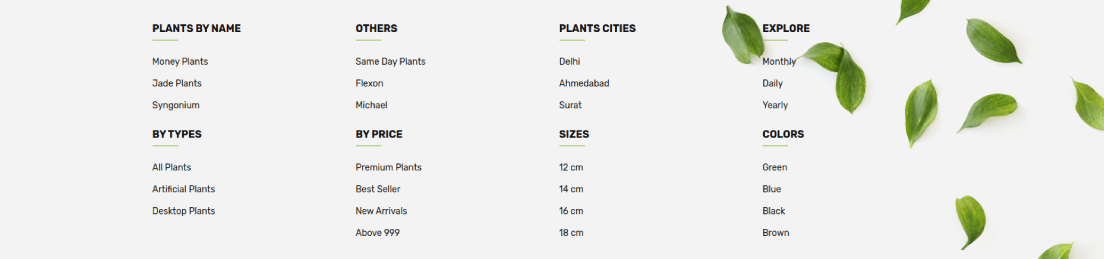 PLANTS BY NAME
Money Plants
Jade Plants
Syngonium
OTHERS
Same Day Plants
Flexon
Michael
PLANTS CITIES
Delhi
Ahmedabad
Surat
EXPLORE
Monthly
Daily
Yearly
BY TYPES
All Plants
Artificial Plants
Desktop Plants
BY PRICE
Premium Plants
Best Seller
New Arrivals
Above 999
SIZES
12 cm
14 cm
16 cm
18 cm
COLORS
Green
Blue
Black
Brown